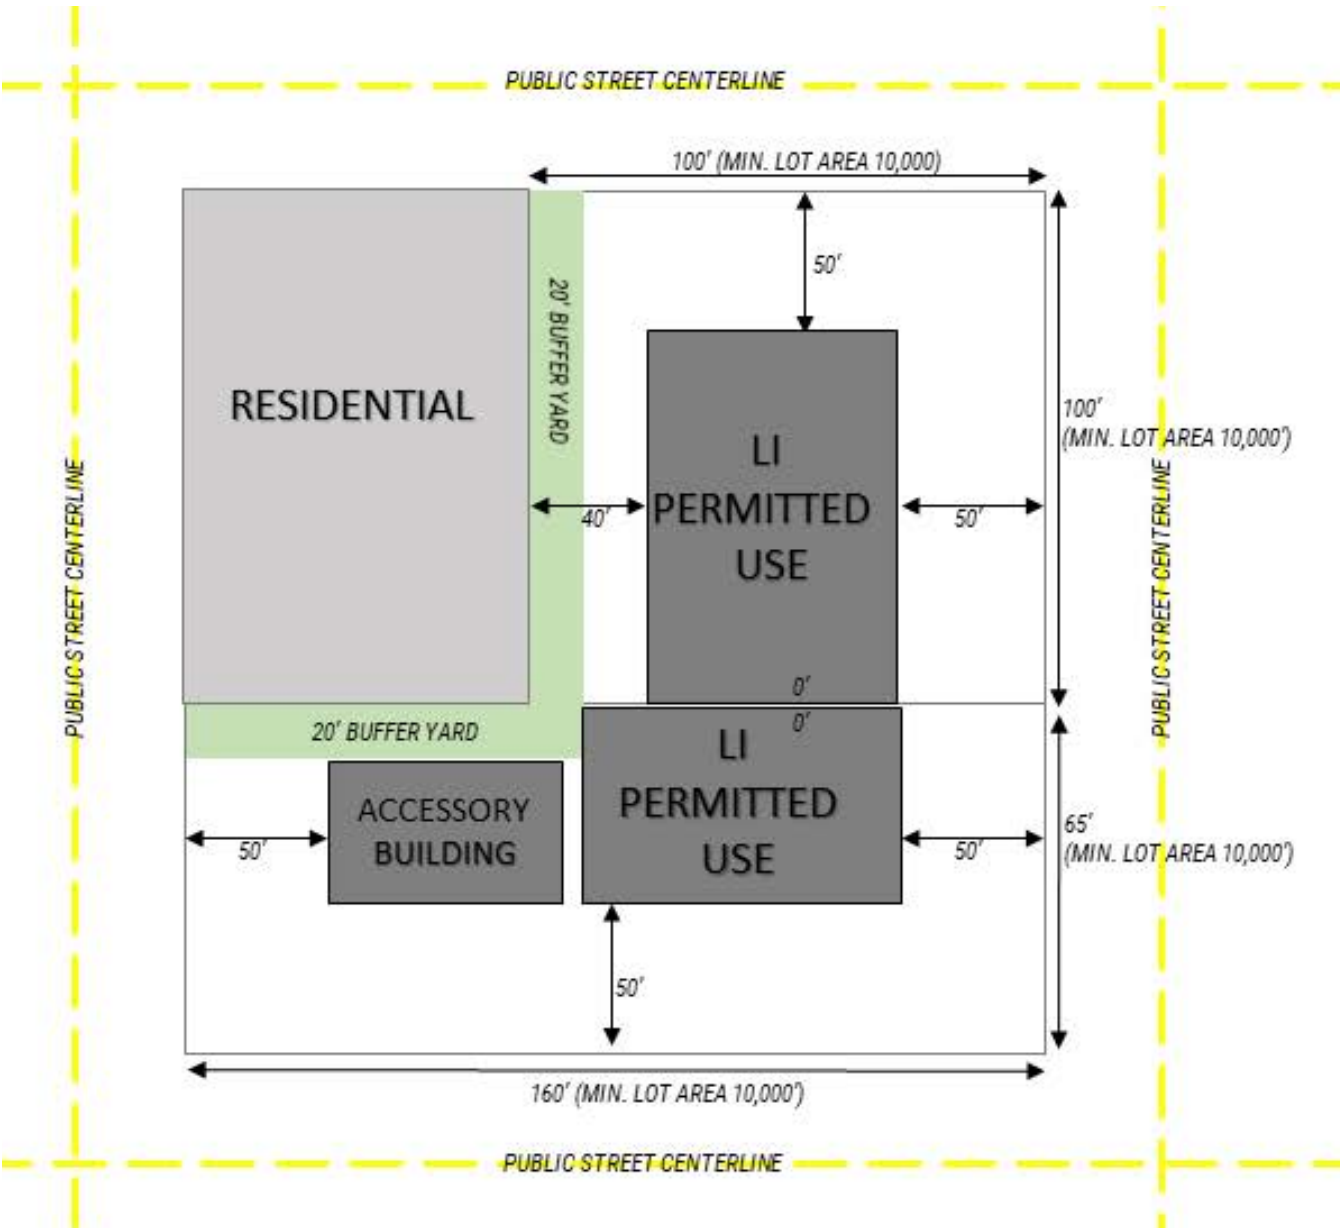 PUBLIC STREET CENTERLINE
100' (MIN. LOT AREA 10,000)
50'
20' BUFFER YARD
RESIDENTIAL
100'
(MIN. LOT AREA 10,000')
LI
PERMITTED
USE
40'
50'
PUBLIC STREET CENTERLINE
PUBLIC STREET CENTERLINE
0'
0'
20' BUFFER YARD
LI
PERMITTED
USE
ACCESSORY
BUILDING
50'
50'
65'
(MIN. LOT AREA 10,000')
50'
160' (MIN. LOT AREA 10,000')
PUBLIC STREET CENTERLINE